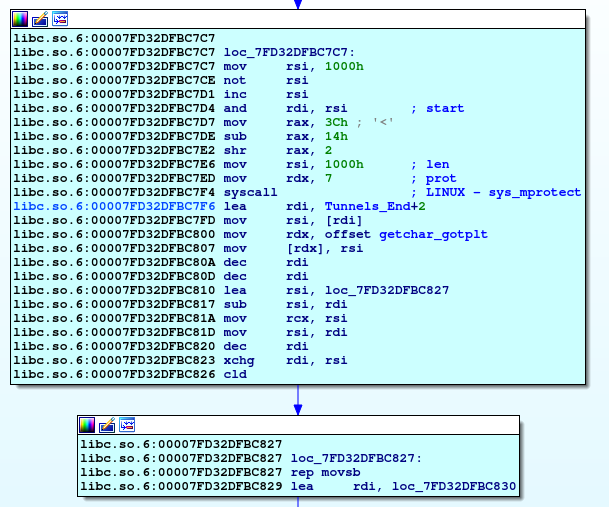 libc.so.6:00007FD32DFBC7C7
libc.so.6:00007FD32DFBC7C7 loc_7FD32DFBC7C7:
libc.so.6:00007FD32DFBC7C7 mov     rsi, 1000h
libc.so.6:00007FD32DFBC7CE not     rsi
libc.so.6:00007FD32DFBC7D1 inc     rsi
libc.so.6:00007FD32DFBC7D4 and     rdi, rsi        ; start
libc.so.6:00007FD32DFBC7D7 mov     rax, 3Ch ; '<'
libc.so.6:00007FD32DFBC7DE sub     rax, 14h
libc.so.6:00007FD32DFBC7E2 shr     rax, 2
libc.so.6:00007FD32DFBC7E6 mov     rsi, 1000h      ; len
libc.so.6:00007FD32DFBC7ED mov     rdx, 7          ; prot
libc.so.6:00007FD32DFBC7F4 syscall                 ; LINUX - sys_mprotect
libc.so.6:00007FD32DFBC7F6 lea     rdi, Tunnels_End+2
libc.so.6:00007FD32DFBC7FD mov     rsi, [rdi]
libc.so.6:00007FD32DFBC800 mov     rdx, offset getchar_gotplt
libc.so.6:00007FD32DFBC807 mov     [rdx], rsi
libc.so.6:00007FD32DFBC80A dec     rdi
libc.so.6:00007FD32DFBC80D dec     rdi
libc.so.6:00007FD32DFBC810 lea     rsi, loc_7FD32DFBC827
libc.so.6:00007FD32DFBC817 sub     rsi, rdi
libc.so.6:00007FD32DFBC81A mov     rcx, rsi
libc.so.6:00007FD32DFBC81D mov     rsi, rdi
libc.so.6:00007FD32DFBC820 dec     rdi
libc.so.6:00007FD32DFBC823 xchg    rdi, rsi
libc.so.6:00007FD32DFBC826 cld
libc.so.6:00007FD32DFBC827
libc.so.6:00007FD32DFBC827 loc_7FD32DFBC827:
libc.so.6:00007FD32DFBC827 rep movsb
libc.so.6:00007FD32DFBC829 lea     rdi, loc_7FD32DFBC830